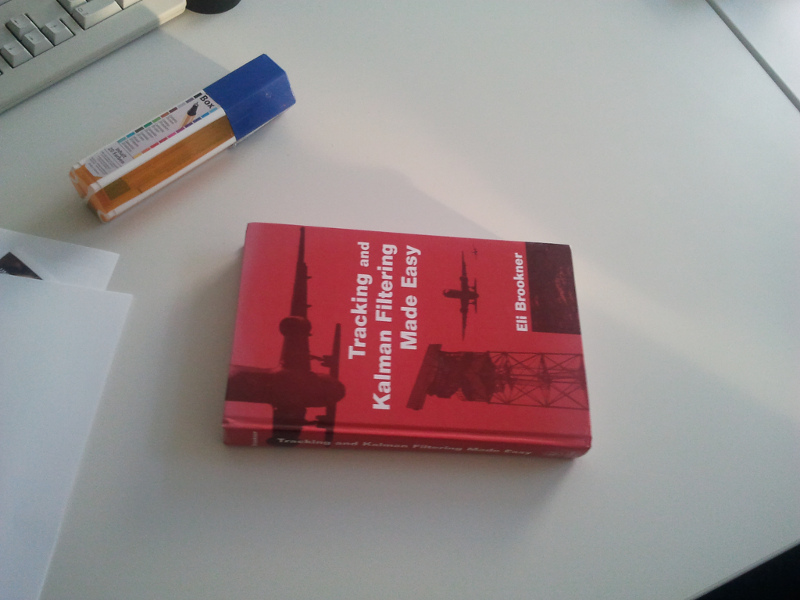 Tracking and
Kalman Filtering
Made Easy
Eli Brookner
Tracking and Kalman Filtering Made Easy
Box